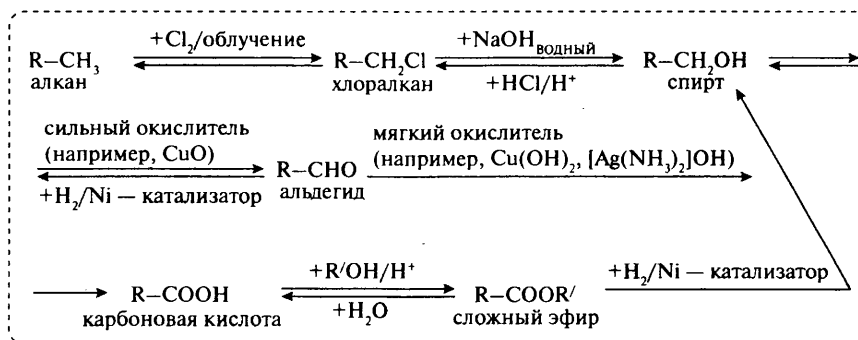 +Cl₂/облучение +NaOH водный
R–CH₃ R–CH₂Cl R–CH₂OH
алкан хлоралкан +HCl/H⁺ спирт
сильный окислитель мягкий окислитель
(например, CuO) (например, Cu(OH)₂, [Ag(NH₃)₂]OH)
R–CHO
+H₂/Ni — катализатор альдегид
+R′OH/H⁺ +H₂/Ni — катализатор
R–COOH R–COOR′
карбоновая кислота +H₂O сложный эфир